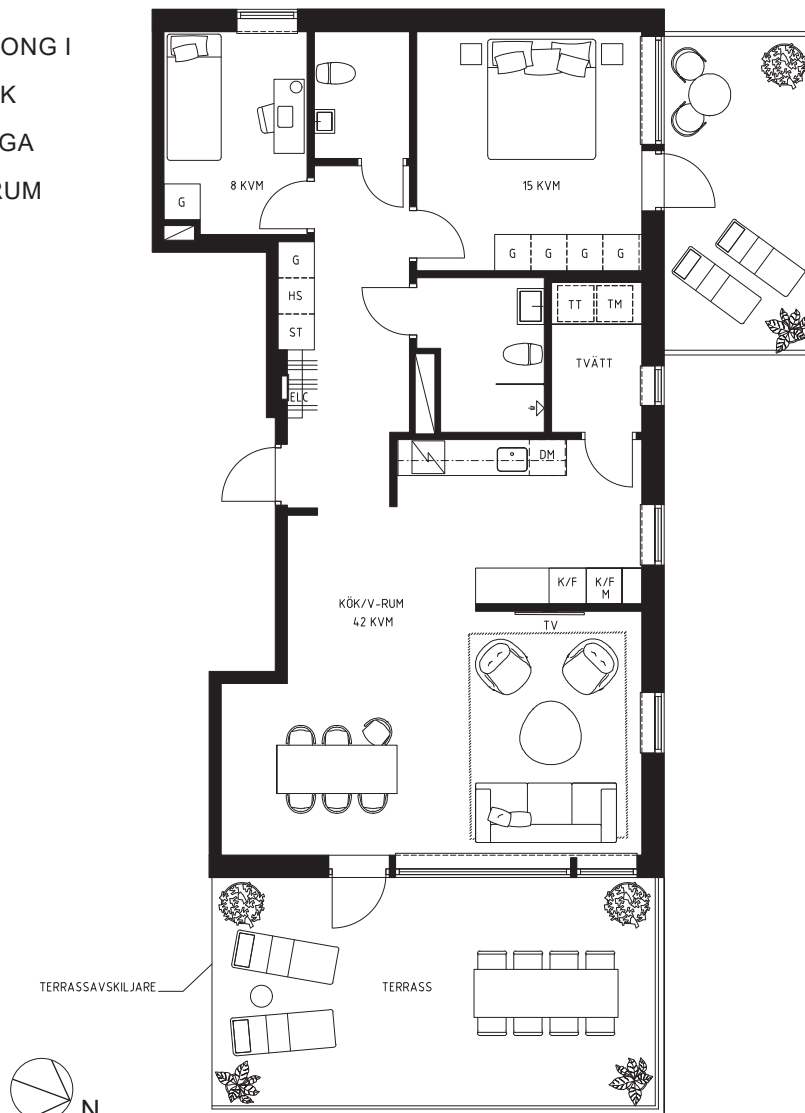 ONG I
K
GA
RUM
8 KVM
15 KVM
G
G G G G
G
HS
ST
ELC
TT TM
TVÄTT
DM
K/F K/F
M
KÖK/V-RUM
42 KVM
TV
TERRASSAVSKILJARE
TERRASS
N